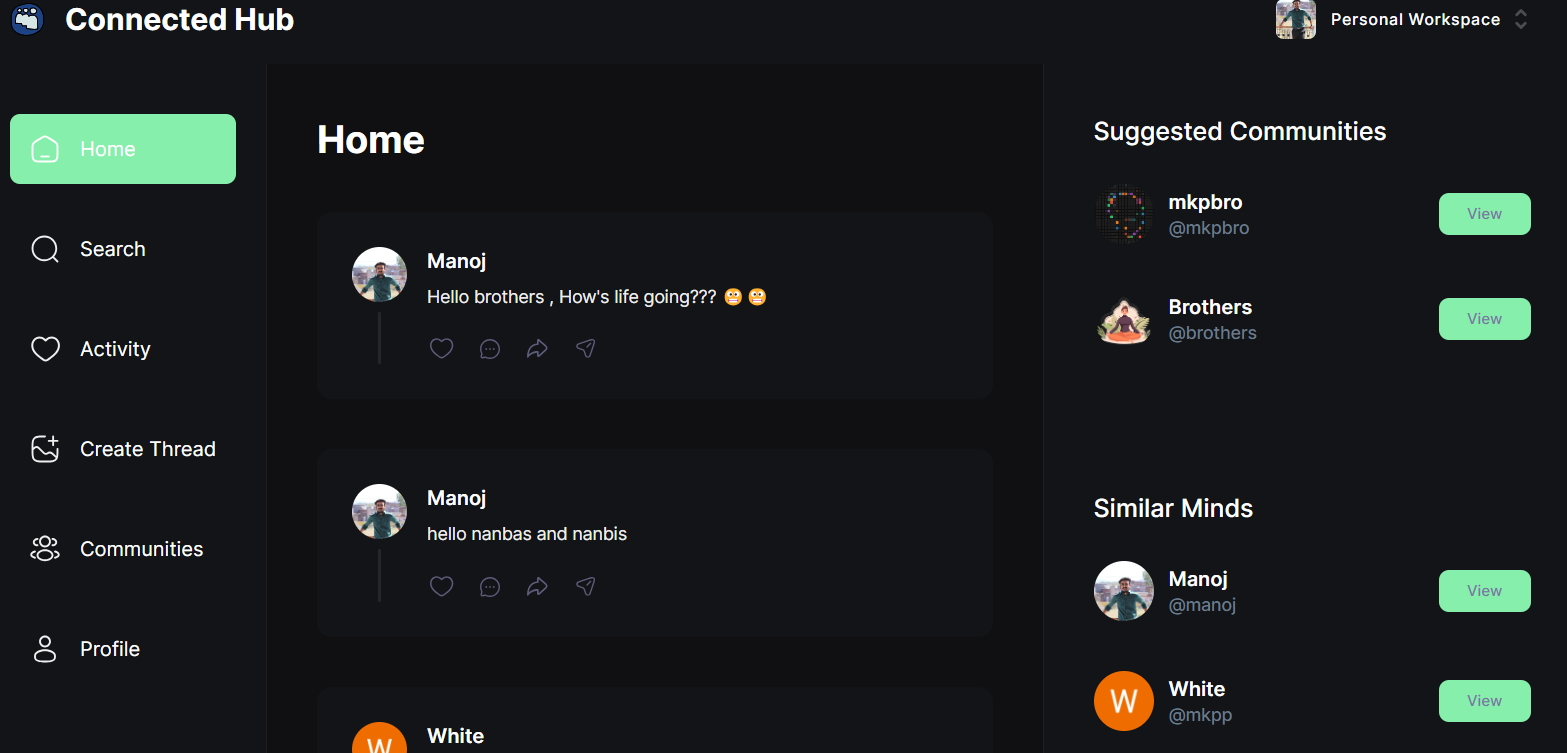 Connected Hub
Personal Workspace
Home
Search
Activity
Create Thread
Communities
Profile
Home
Manoj
Hello brothers , How's life going??? 😬😬
Manoj
hello nanbas and nanbis
W
White
Suggested Communities
mkpbro
@mkpbro
View
Brothers
@brothers
View
Similar Minds
Manoj
@manoj
View
W
White
@mkpp
View